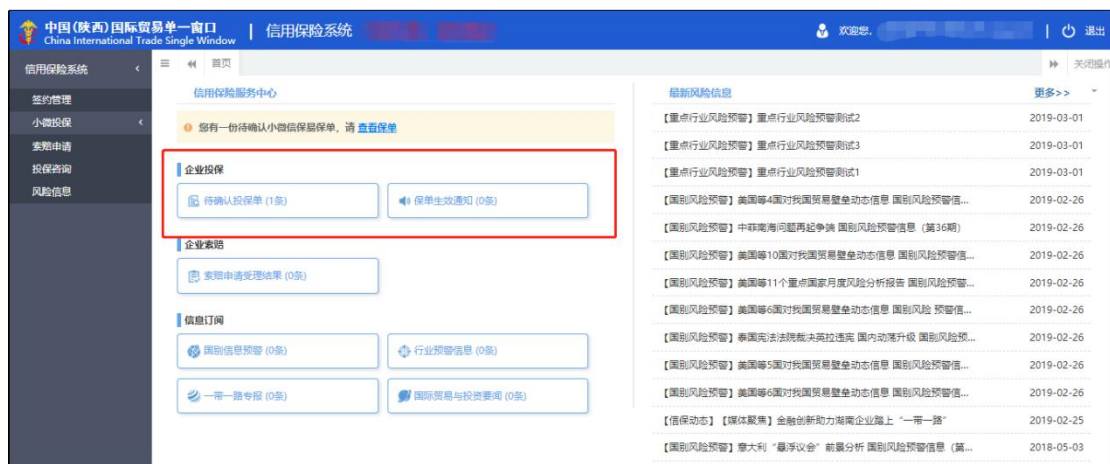 中国(陕西)国际贸易单一窗口
China International Trade Single Window
信用保险系统
欢迎您,
退出
信用保险系统
首页
关闭操作
签约管理
小微投保
索赔申请
投保咨询
风险信息
信用保险服务中心
您有一份待确认小微信保易保单, 请 查看保单
企业投保
待确认投保单 (1条)
保单生效通知 (0条)
企业索赔
索赔申请受理结果 (0条)
信息订阅
国别信息预警 (0条)
行业预警信息 (0条)
一带一路专报 (0条)
国际贸易与投资要闻 (0条)
最新风险信息
更多>>
【重点行业风险预警】重点行业风险预警测试2 2019-03-01
【重点行业风险预警】重点行业风险预警测试3 2019-03-01
【重点行业风险预警】重点行业风险预警测试1 2019-03-01
【国别风险预警】美国等4国对我国贸易壁垒动态信息 国别风险预警信... 2019-02-26
【国别风险预警】中菲南海问题再起争端 国别风险预警信息（第36期） 2019-02-26
【国别风险预警】美国等10国对我国贸易壁垒动态信息 国别风险预警信... 2019-02-26
【国别风险预警】美国等11个重点国家月度风险分析报告 国别风险预警... 2019-02-26
【国别风险预警】美国等6国对我国贸易壁垒动态信息 国别风险 预警信... 2019-02-26
【国别风险预警】泰国宪法法院裁决英拉违宪 国内动荡升级 国别风险预... 2019-02-26
【国别风险预警】美国等5国对我国贸易壁垒动态信息 国别风险预警信... 2019-02-26
【国别风险预警】美国等6国对我国贸易壁垒动态信息 国别风险预警信... 2019-02-26
【信保动态】【媒体聚焦】金融创新助力湖南企业踏上“一带一路” 2019-02-25
【国别风险预警】意大利“悬浮议会”前景分析 国别风险预警信息（第... 2018-05-03